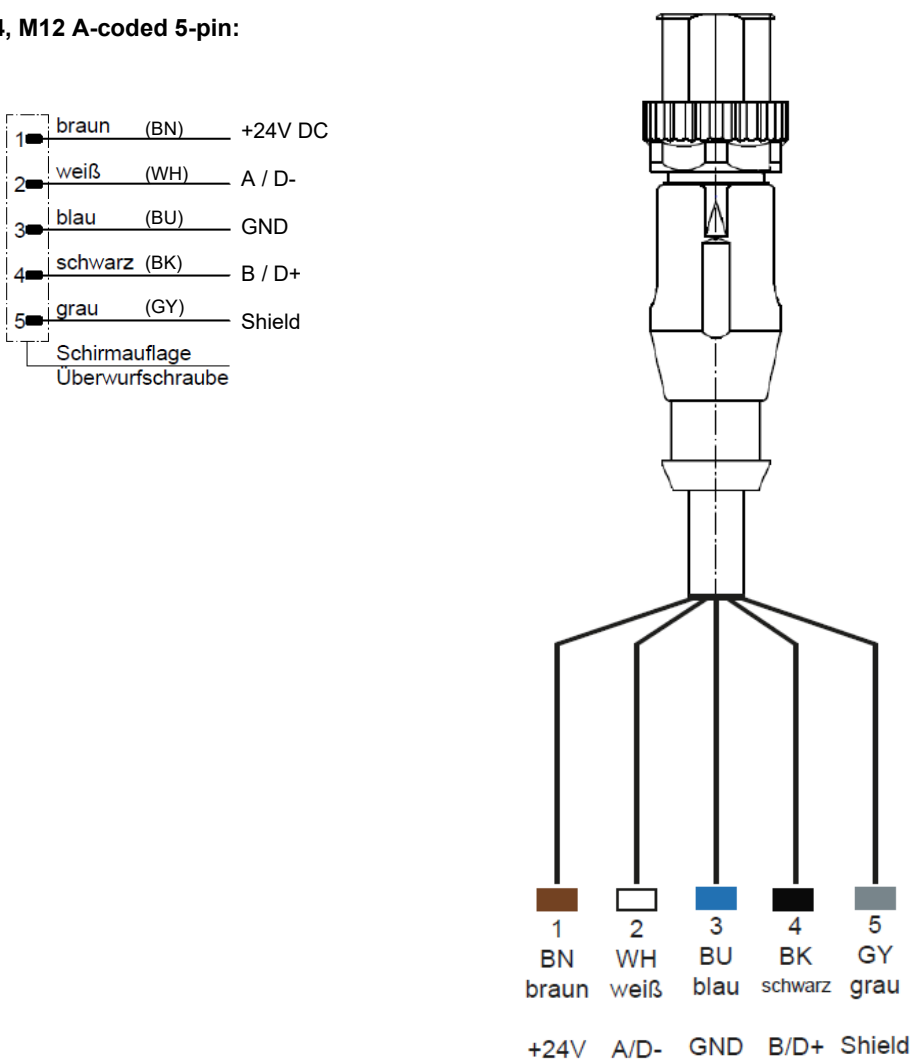 4, M12 A-coded 5-pin:
1 braun (BN) +24V DC
2 weiß (WH) A / D-
3 blau (BU) GND
4 schwarz (BK) B / D+
5 grau (GY) Shield
Schirmauflage
Überwurfschraube
1 2 3 4 5
BN WH BU BK GY
braun weiß blau schwarz grau
+24V A/D- GND B/D+ Shield